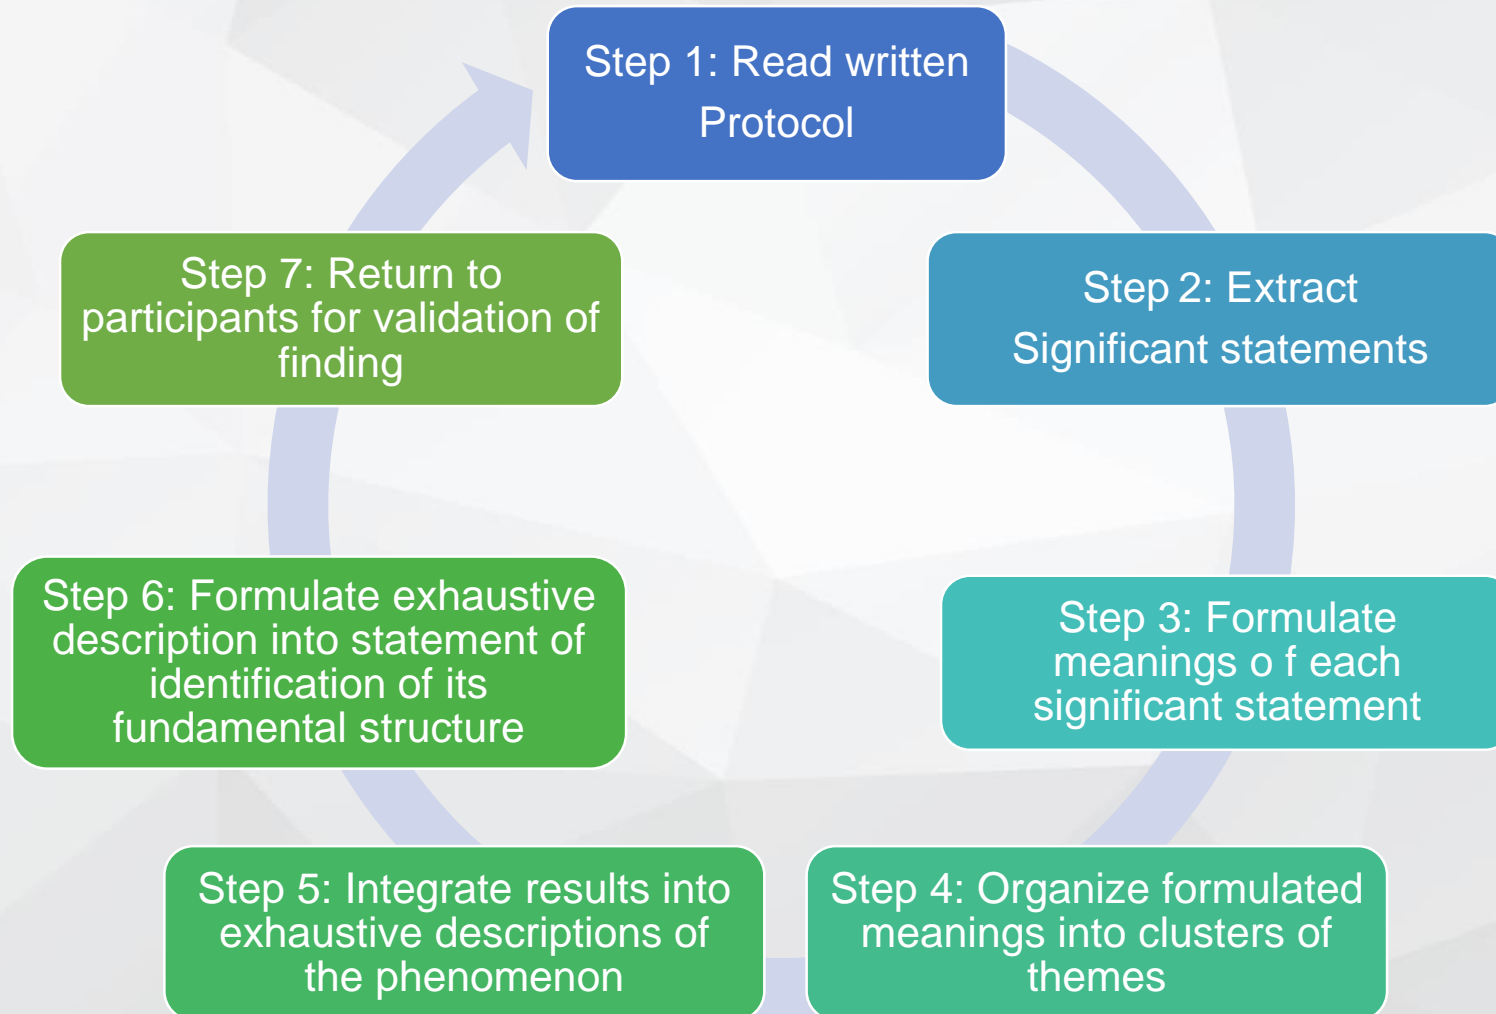 Step 1: Read written
Protocol
Step 2: Extract
Significant statements
Step 3: Formulate
meanings o f each
significant statement
Step 4: Organize formulated
meanings into clusters of
themes
Step 5: Integrate results into
exhaustive descriptions of
the phenomenon
Step 6: Formulate exhaustive
description into statement of
identification of its
fundamental structure
Step 7: Return to
participants for validation of
finding